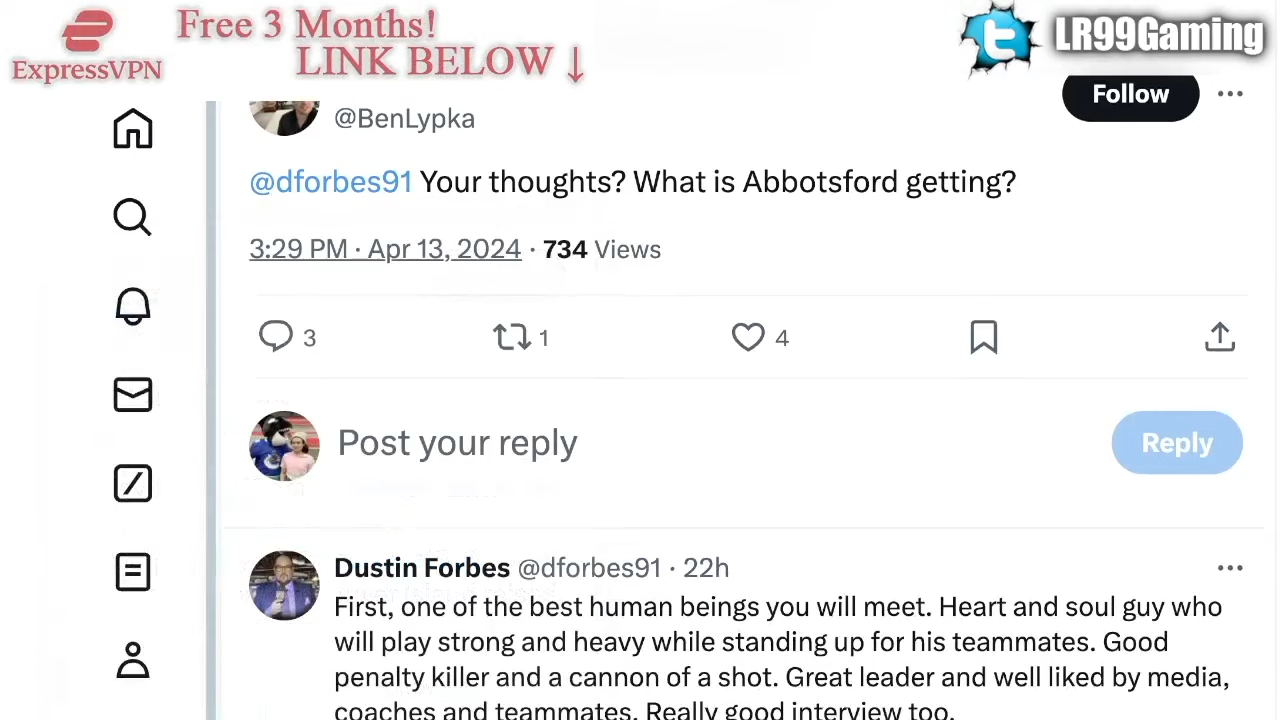 Free 3 Months!
LINK BELOW ↓
ExpressVPN
LR99Gaming
Follow
@BenLypka
@dforbes91 Your thoughts? What is Abbotsford getting?
3:29 PM · Apr 13, 2024 · 734 Views
3 1 4
Post your reply
Reply
Dustin Forbes @dforbes91 · 22h
First, one of the best human beings you will meet. Heart and soul guy who
will play strong and heavy while standing up for his teammates. Good
penalty killer and a cannon of a shot. Great leader and well liked by media,
coaches and teammates. Really good interview too.